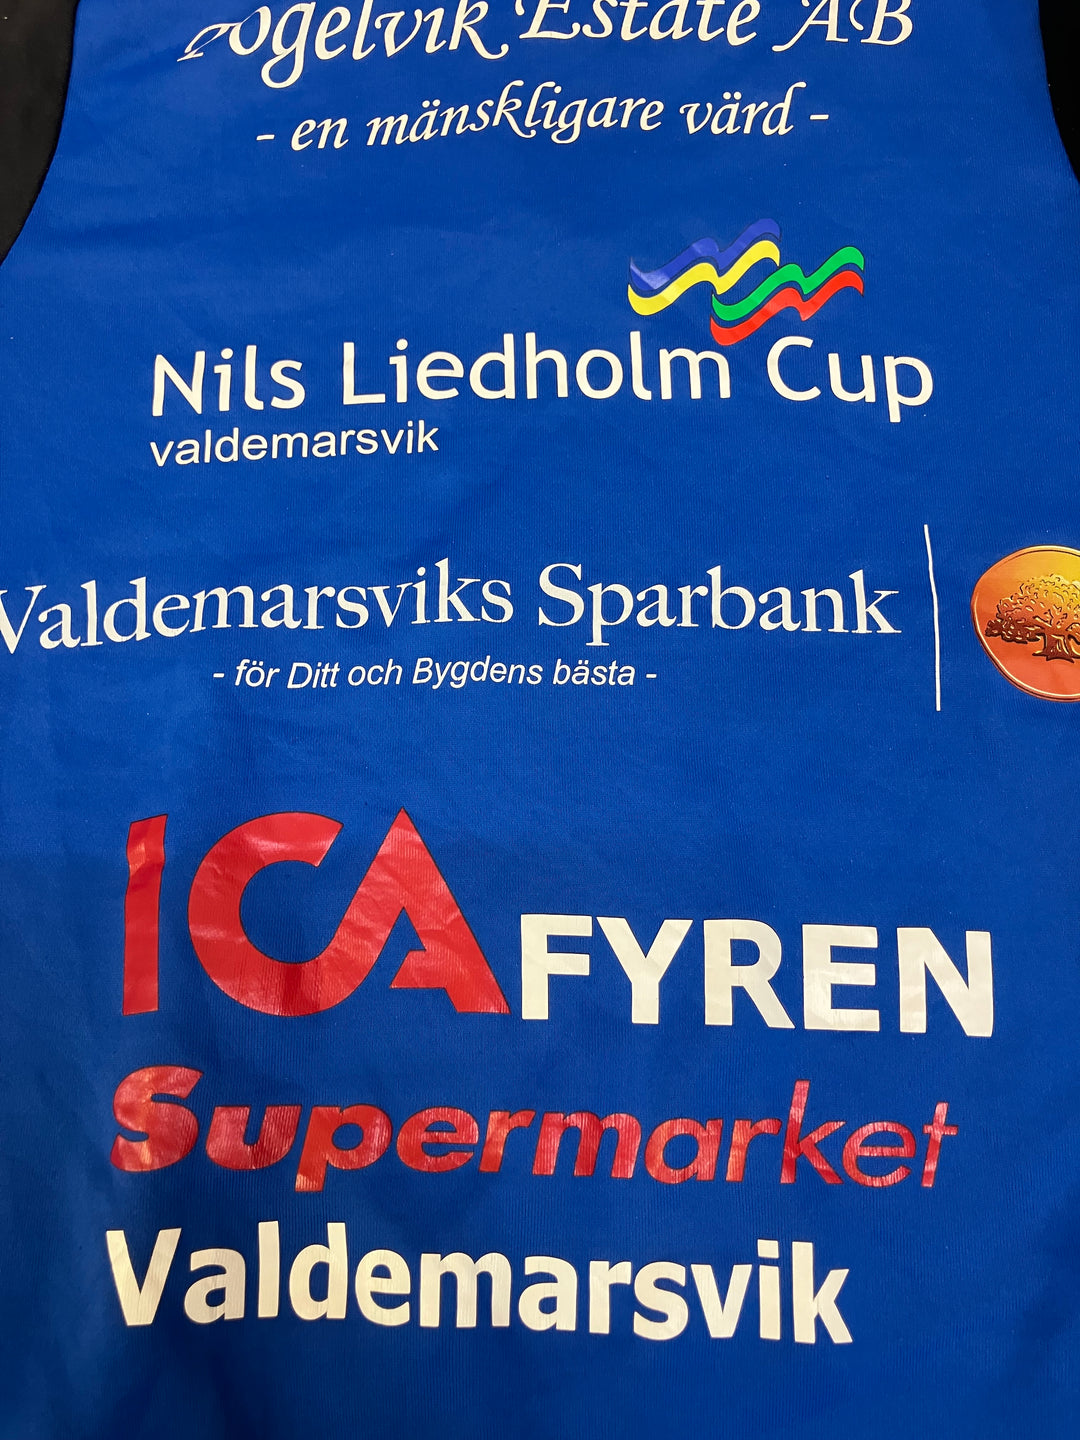 Fogelvik Estate AB
- en mänskligare värd -
Nils Liedholm Cup
valdemarsvik
Valdemarsviks Sparbank
- för Ditt och Bygdens bästa -
ICA FYREN
Supermarket
Valdemarsvik